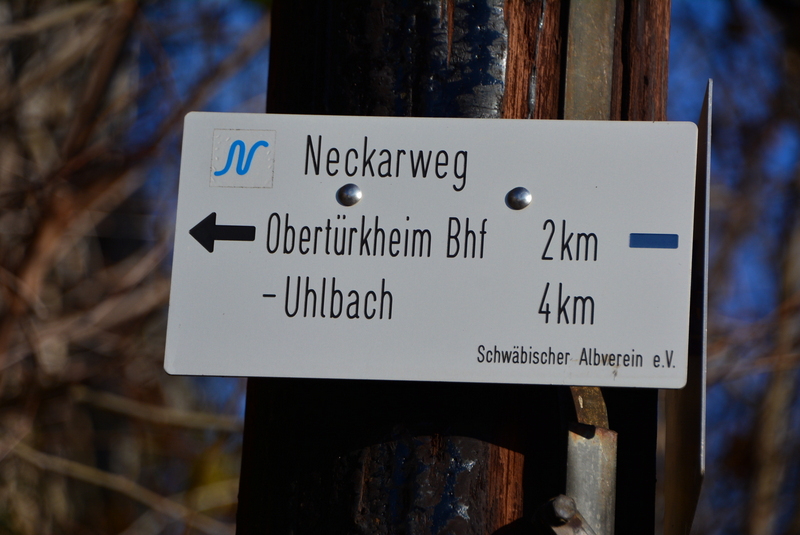 N Neckarweg
Obertürkheim Bhf 2km
-Uhlbach 4km
Schwäbischer Albverein e.V.